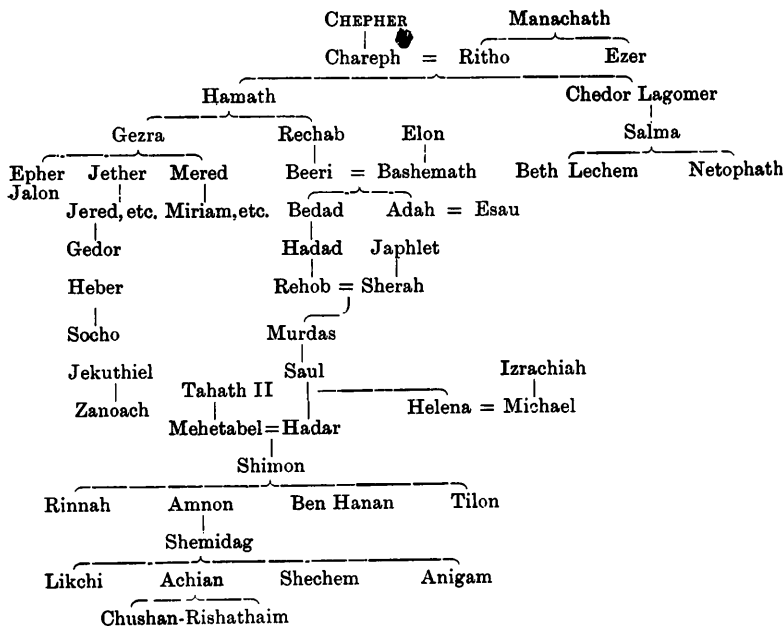 CHEPHER Manachath
Chareph = Ritho Ezer
Hamath Chedor Lagomer
Gezra Rechab Elon Salma
Epher Jether Mered Beeri = Bashemath Beth Lechem Netophath
Jalon
Jered, etc. Miriam, etc. Bedad Adah = Esau
Gedor Hadad Japhlet
Heber Rehob = Sherah
Socho Murdas
Jekuthiel Saul Izrachiah
Zanoach Tahath II Helena = Michael
Mehetabel = Hadar
Shimon
Rinnah Amnon Ben Hanan Tilon
Shemidag
Likchi Achian Shechem Anigam
Chushan-Rishathaim